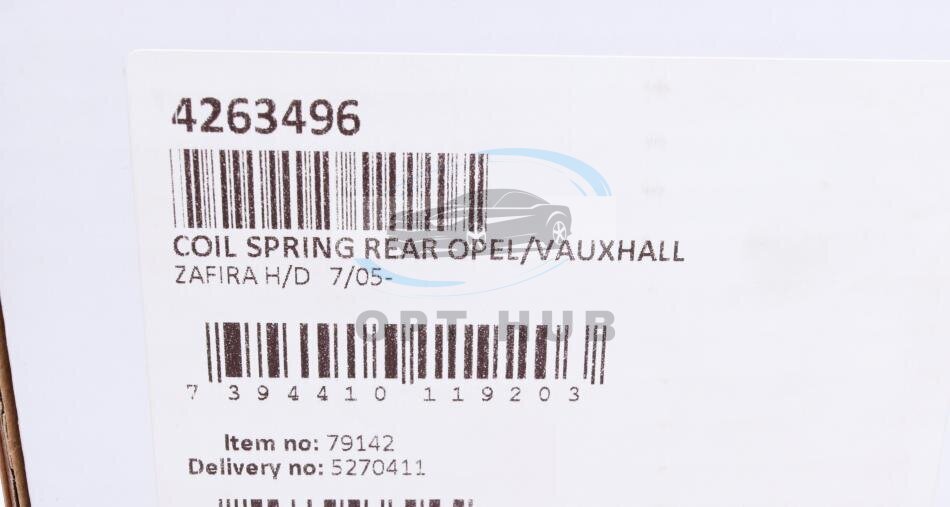 4263496
COIL SPRING REAR OPEL/VAUXHALL
ZAFIRA H/D 7/05-
OPT HUB
7 394410 119203
Item no: 79142
Delivery no: 5270411